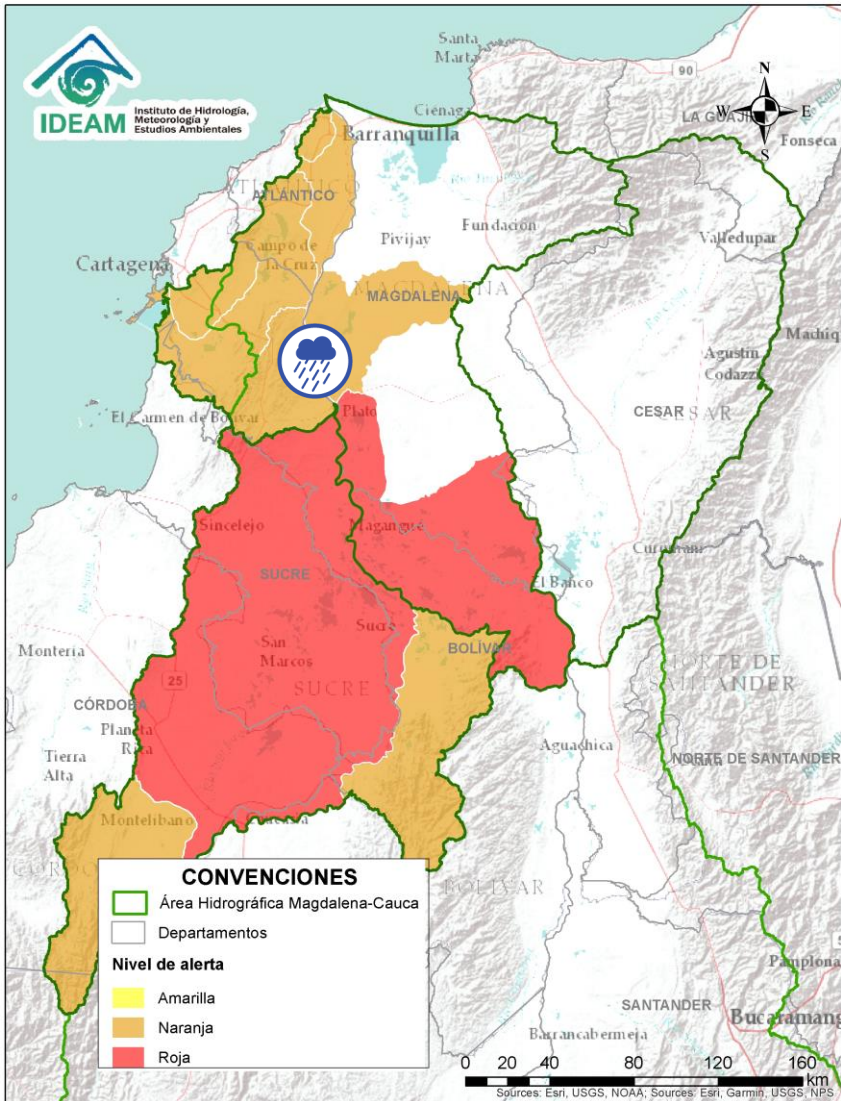 IDEAM
Instituto de Hidrología,
Meteorología y
Estudios Ambientales
Santa
Marta
90
N
W
E
S
LA GUAJI
Ciénaga
Barranquilla
Fonseca
ATLÁNTICO
Pivijay
Fundación
Valledupar
Cartagena
Campo de
la Cruz
MAGDALENA
Agustín
Codazzi
El Carmen de Bolívar
Plato
CESAR
CESAR
Sincelejo
Magangué
Curumaní
SUCRE
El Banco
Montería
San
Marcos
Sucre
BOLÍVAR
SUCRE
25
NORTE DE
SANTANDER
CÓRDOBA
Planeta
Rica
Tierra
Alta
Aguachica
NORTE DE SANTANDER
Montelíbano
BOLÍVAR
CONVENCIONES
Área Hidrográfica Magdalena-Cauca
Departamentos
Nivel de alerta
Amarilla
Naranja
Roja
Pamplona
SANTANDER
Bucaramang
Barrancabermeja
0 20 40 80 120 160
km
Sources: Esri, USGS, NOAA; Sources: Esri, Garmin, USGS, NPS